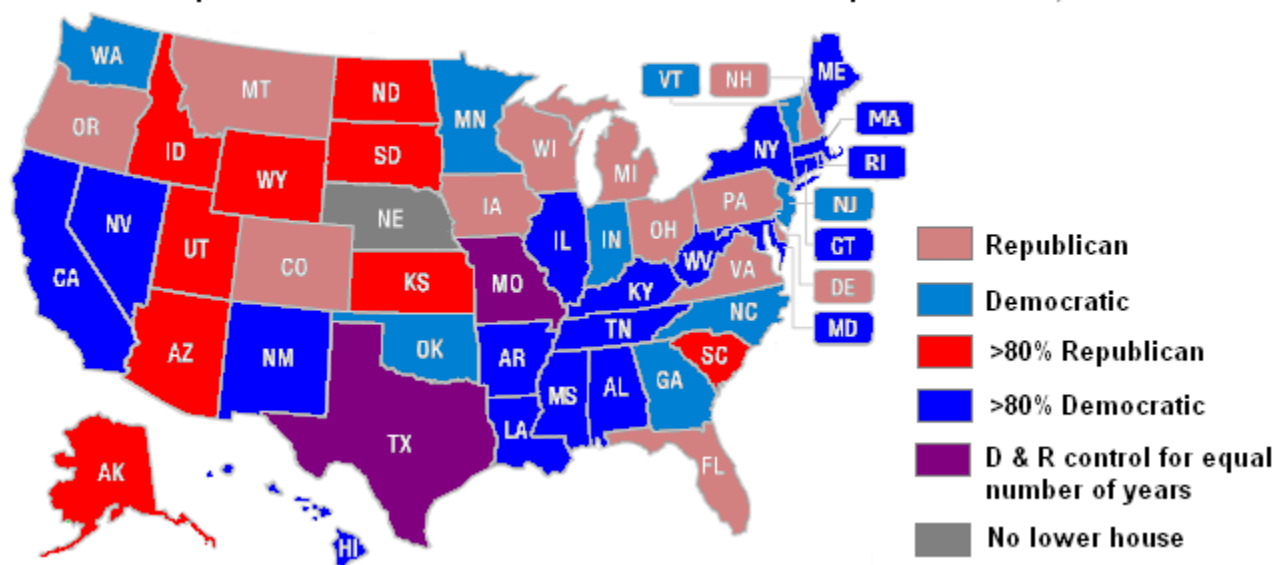 WA
MT
ND
MN
ME
VT
NH
OR
ID
SD
WI
MI
NY
MA
RI
WY
IA
PA
NJ
NE
NV
UT
CO
IL
IN
OH
WV
VA
CT
DE
MD
CA
KS
MO
KY
AZ
NM
OK
AR
TN
NC
SC
MS
AL
GA
LA
TX
FL
AK
HI
Republican
Democratic
>80% Republican
>80% Democratic
D & R control for equal
number of years
No lower house